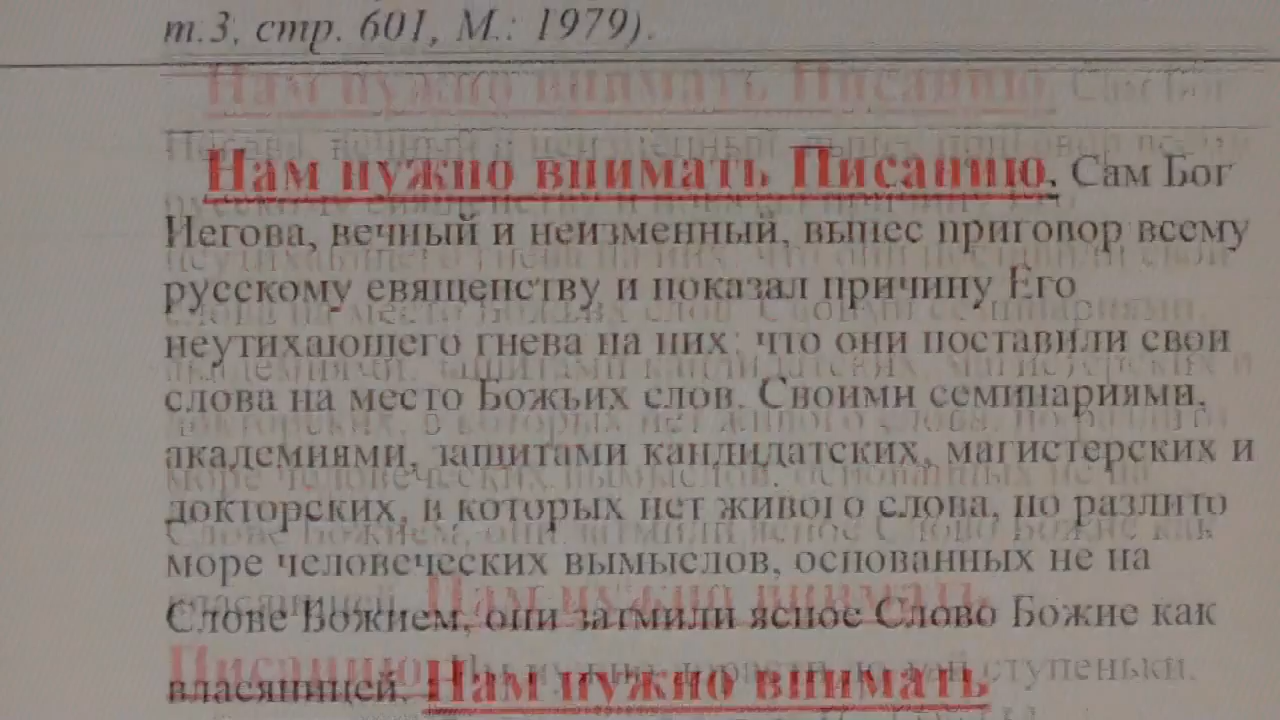 т.3, стр. 601, М.: 1979).
Нам нужно внимать Писанию. Сам Бог
Иегова, вечный и неизменный, вынес приговор всему
русскому священству и показал причину Его
неутихающего гнева на них: что они поставили свои
слова на место Божьих слов. Своими семинариями,
академиями, защитами кандидатских, магистерских и
докторских, в которых нет живого слова, но разлито
море человеческих вымыслов, основанных не на
Слове Божием, они затмили ясное Слово Божие как
власяницей. Нам нужно внимать